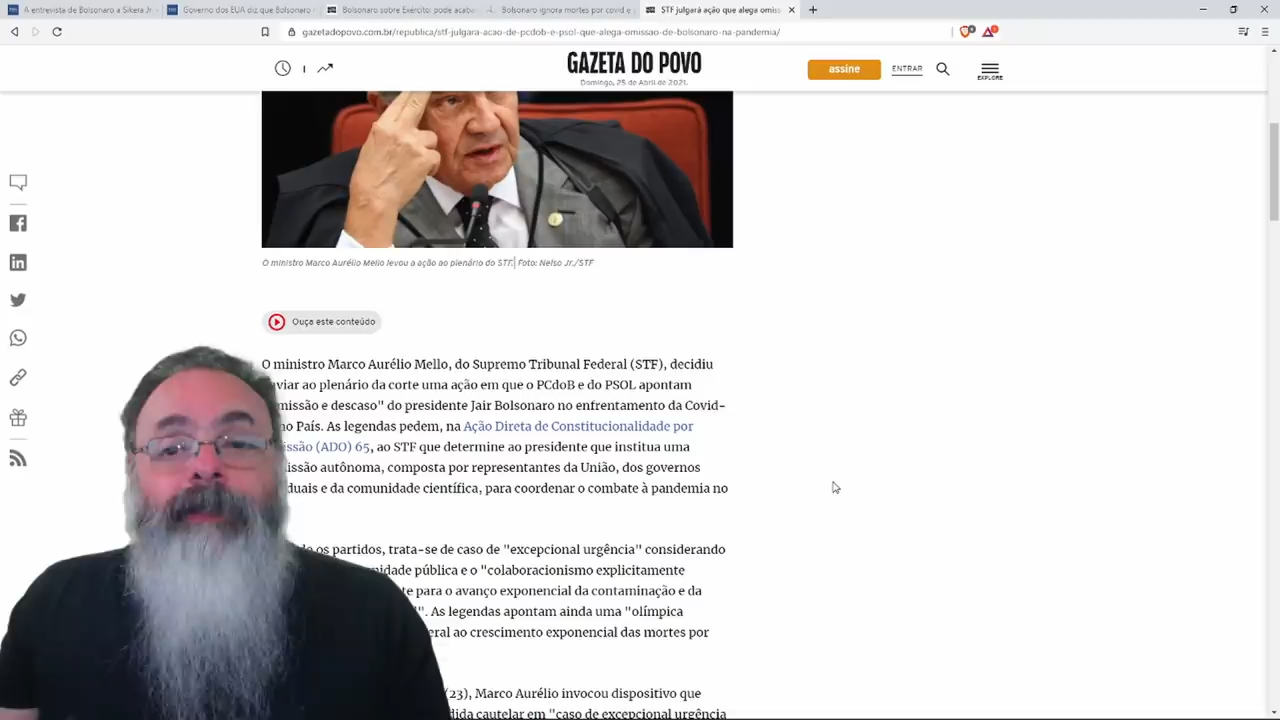 A entrevista de Bolsonaro a Sikera Jr
Governo dos EUA diz que Bolsonaro
Bolsonaro sobre Exército: pode acaba
Bolsonaro ignora mortes por covid e
STF julgará ação que alega omiss
gazetadopovo.com.br/republica/stf-julgara-acao-de-pcdob-e-psol-que-alega-omissao-de-bolsonaro-na-pandemia/
GAZETA DO POVO
Domingo, 25 de Abril de 2021.
assine
ENTRAR
EXPLORE
O ministro Marco Aurélio Mello levou a ação ao plenário do STF.| Foto: Nelso Jr./STF
Ouça este conteúdo
O ministro Marco Aurélio Mello, do Supremo Tribunal Federal (STF), decidiu
nviar ao plenário da corte uma ação em que o PCdoB e do PSOL apontam
missão e descaso" do presidente Jair Bolsonaro no enfrentamento da Covid-
no País. As legendas pedem, na Ação Direta de Constitucionalidade por
issão (ADO) 65, ao STF que determine ao presidente que institua uma
issão autônoma, composta por representantes da União, dos governos
duais e da comunidade científica, para coordenar o combate à pandemia no
os partidos, trata-se de caso de "excepcional urgência" considerando
midade pública e o "colaboracionismo explicitamente
te para o avanço exponencial da contaminação e da
". As legendas apontam ainda uma "olímpica
eral ao crescimento exponencial das mortes por
(23), Marco Aurélio invocou dispositivo que
dida cautelar em "caso de excepcional urgência